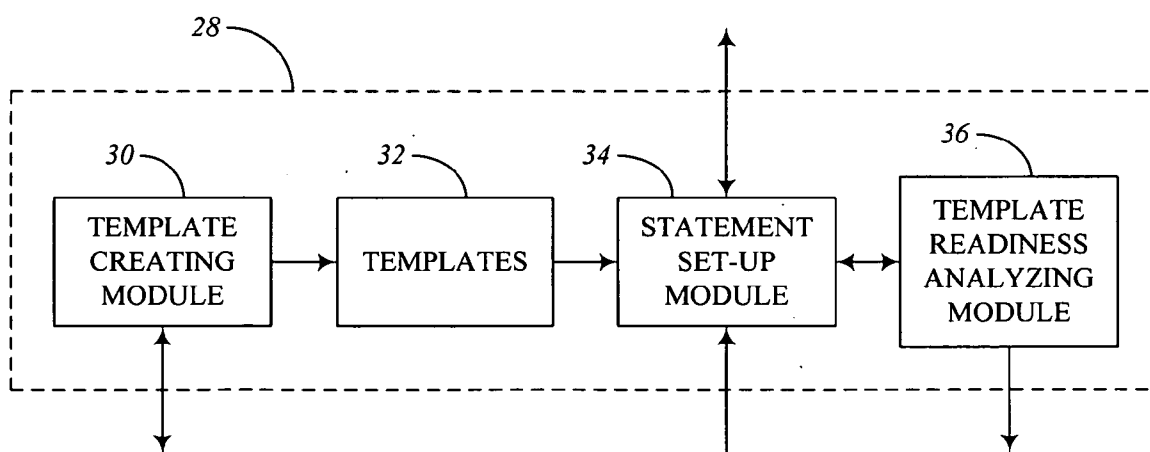 28
30
32
34
36
TEMPLATE
CREATING
MODULE
TEMPLATES
STATEMENT
SET-UP
MODULE
TEMPLATE
READINESS
ANALYZING
MODULE